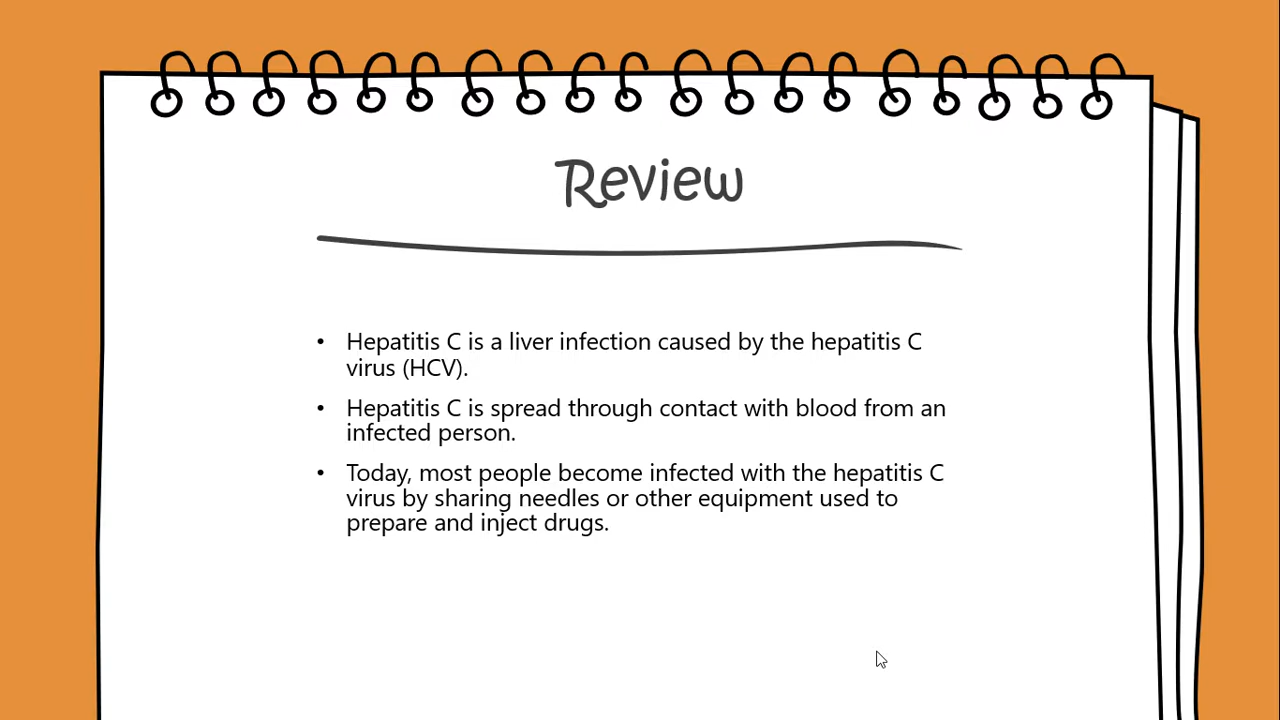 Review
• Hepatitis C is a liver infection caused by the hepatitis C
virus (HCV).
• Hepatitis C is spread through contact with blood from an
infected person.
• Today, most people become infected with the hepatitis C
virus by sharing needles or other equipment used to
prepare and inject drugs.